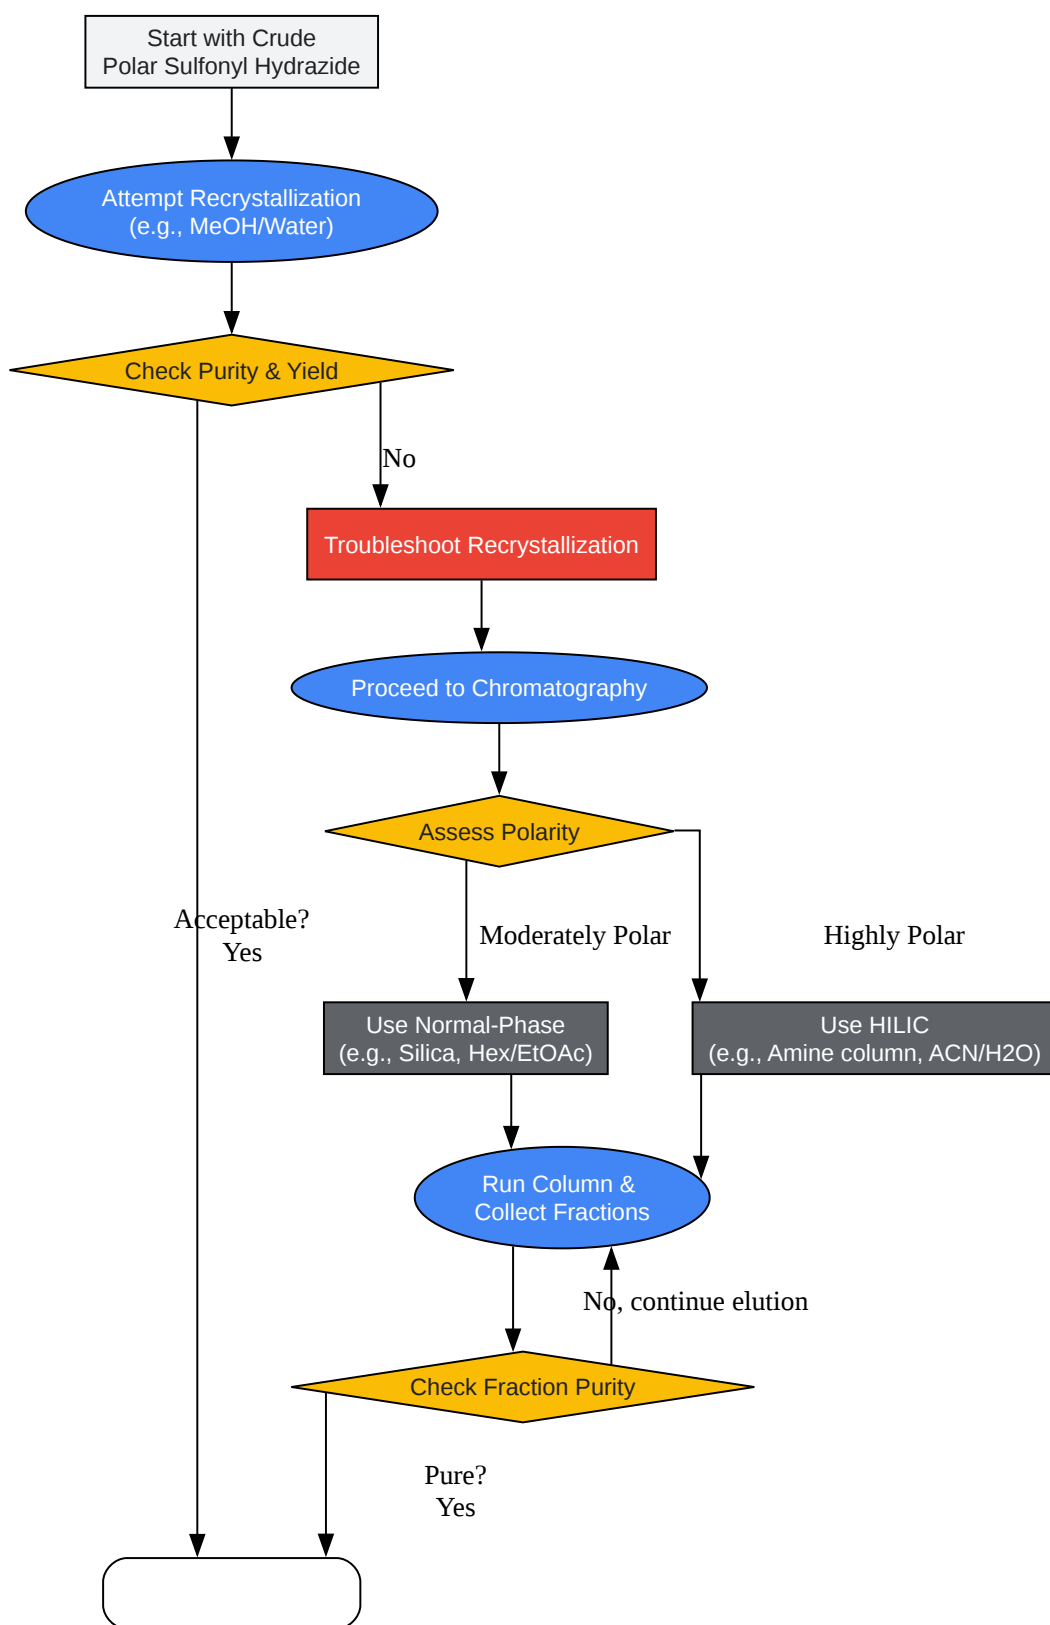 Start with Crude
Polar Sulfonyl Hydrazide
Attempt Recrystallization
(e.g., MeOH/Water)
Check Purity & Yield
No
Troubleshoot Recrystallization
Proceed to Chromatography
Assess Polarity
Acceptable?
Yes
Moderately Polar
Highly Polar
Use Normal-Phase
(e.g., Silica, Hex/EtOAc)
Use HILIC
(e.g., Amine column, ACN/H2O)
Run Column &
Collect Fractions
No, continue elution
Check Fraction Purity
Pure?
Yes